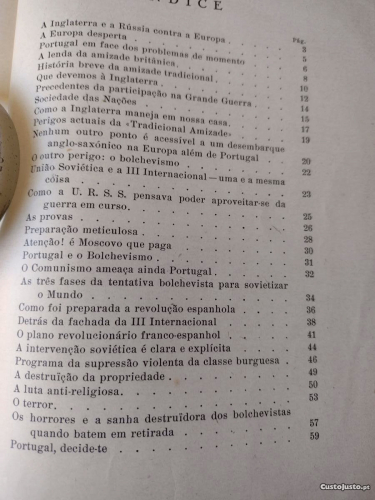 ÍNDICE
Pág.
A Inglaterra e a Rússia contra a Europa 3
A Europa desperta 5
Portugal em face dos problemas de momento 6
A lenda da amizade britânica 8
História breve da amizade tradicional 10
Que devemos à Inglaterra 12
Precedentes da participação na Grande Guerra 14
Sociedade das Nações 15
Como a Inglaterra maneja em nossa casa 17
Perigos actuais da «Tradicional Amizade» 19
Nenhum outro ponto é accessível a um desembarque
anglo-saxónico na Europa além de Portugal 20
O outro perigo: o bolchevismo 22
União Soviética e a III Internacional—uma e a mesma
côisa 23
Como a U. R. S. S. pensava poder aproveitar-se da
guerra em curso 25
As provas 26
Preparação meticulosa 28
Atenção! é Moscovo que paga 30
Portugal e o Bolchevismo 31
O Comunismo ameaça ainda Portugal 32
As três fases da tentativa bolchevista para sovietizar
o Mundo 34
Como foi preparada a revolução espanhola 36
Detrás da fachada da III Internacional 38
O plano revolucionário franco-espanhol 41
A intervenção soviética é clara e explícita 44
Programa da supressão violenta da classe burguesa 46
A destruïção da propriedade 49
A luta anti-religiosa 50
O terror 53
Os horrores e a sanha destruïdora dos bolchevistas
quando batem em retirada 57
Portugal, decide-te 59
CustoJusto.pt